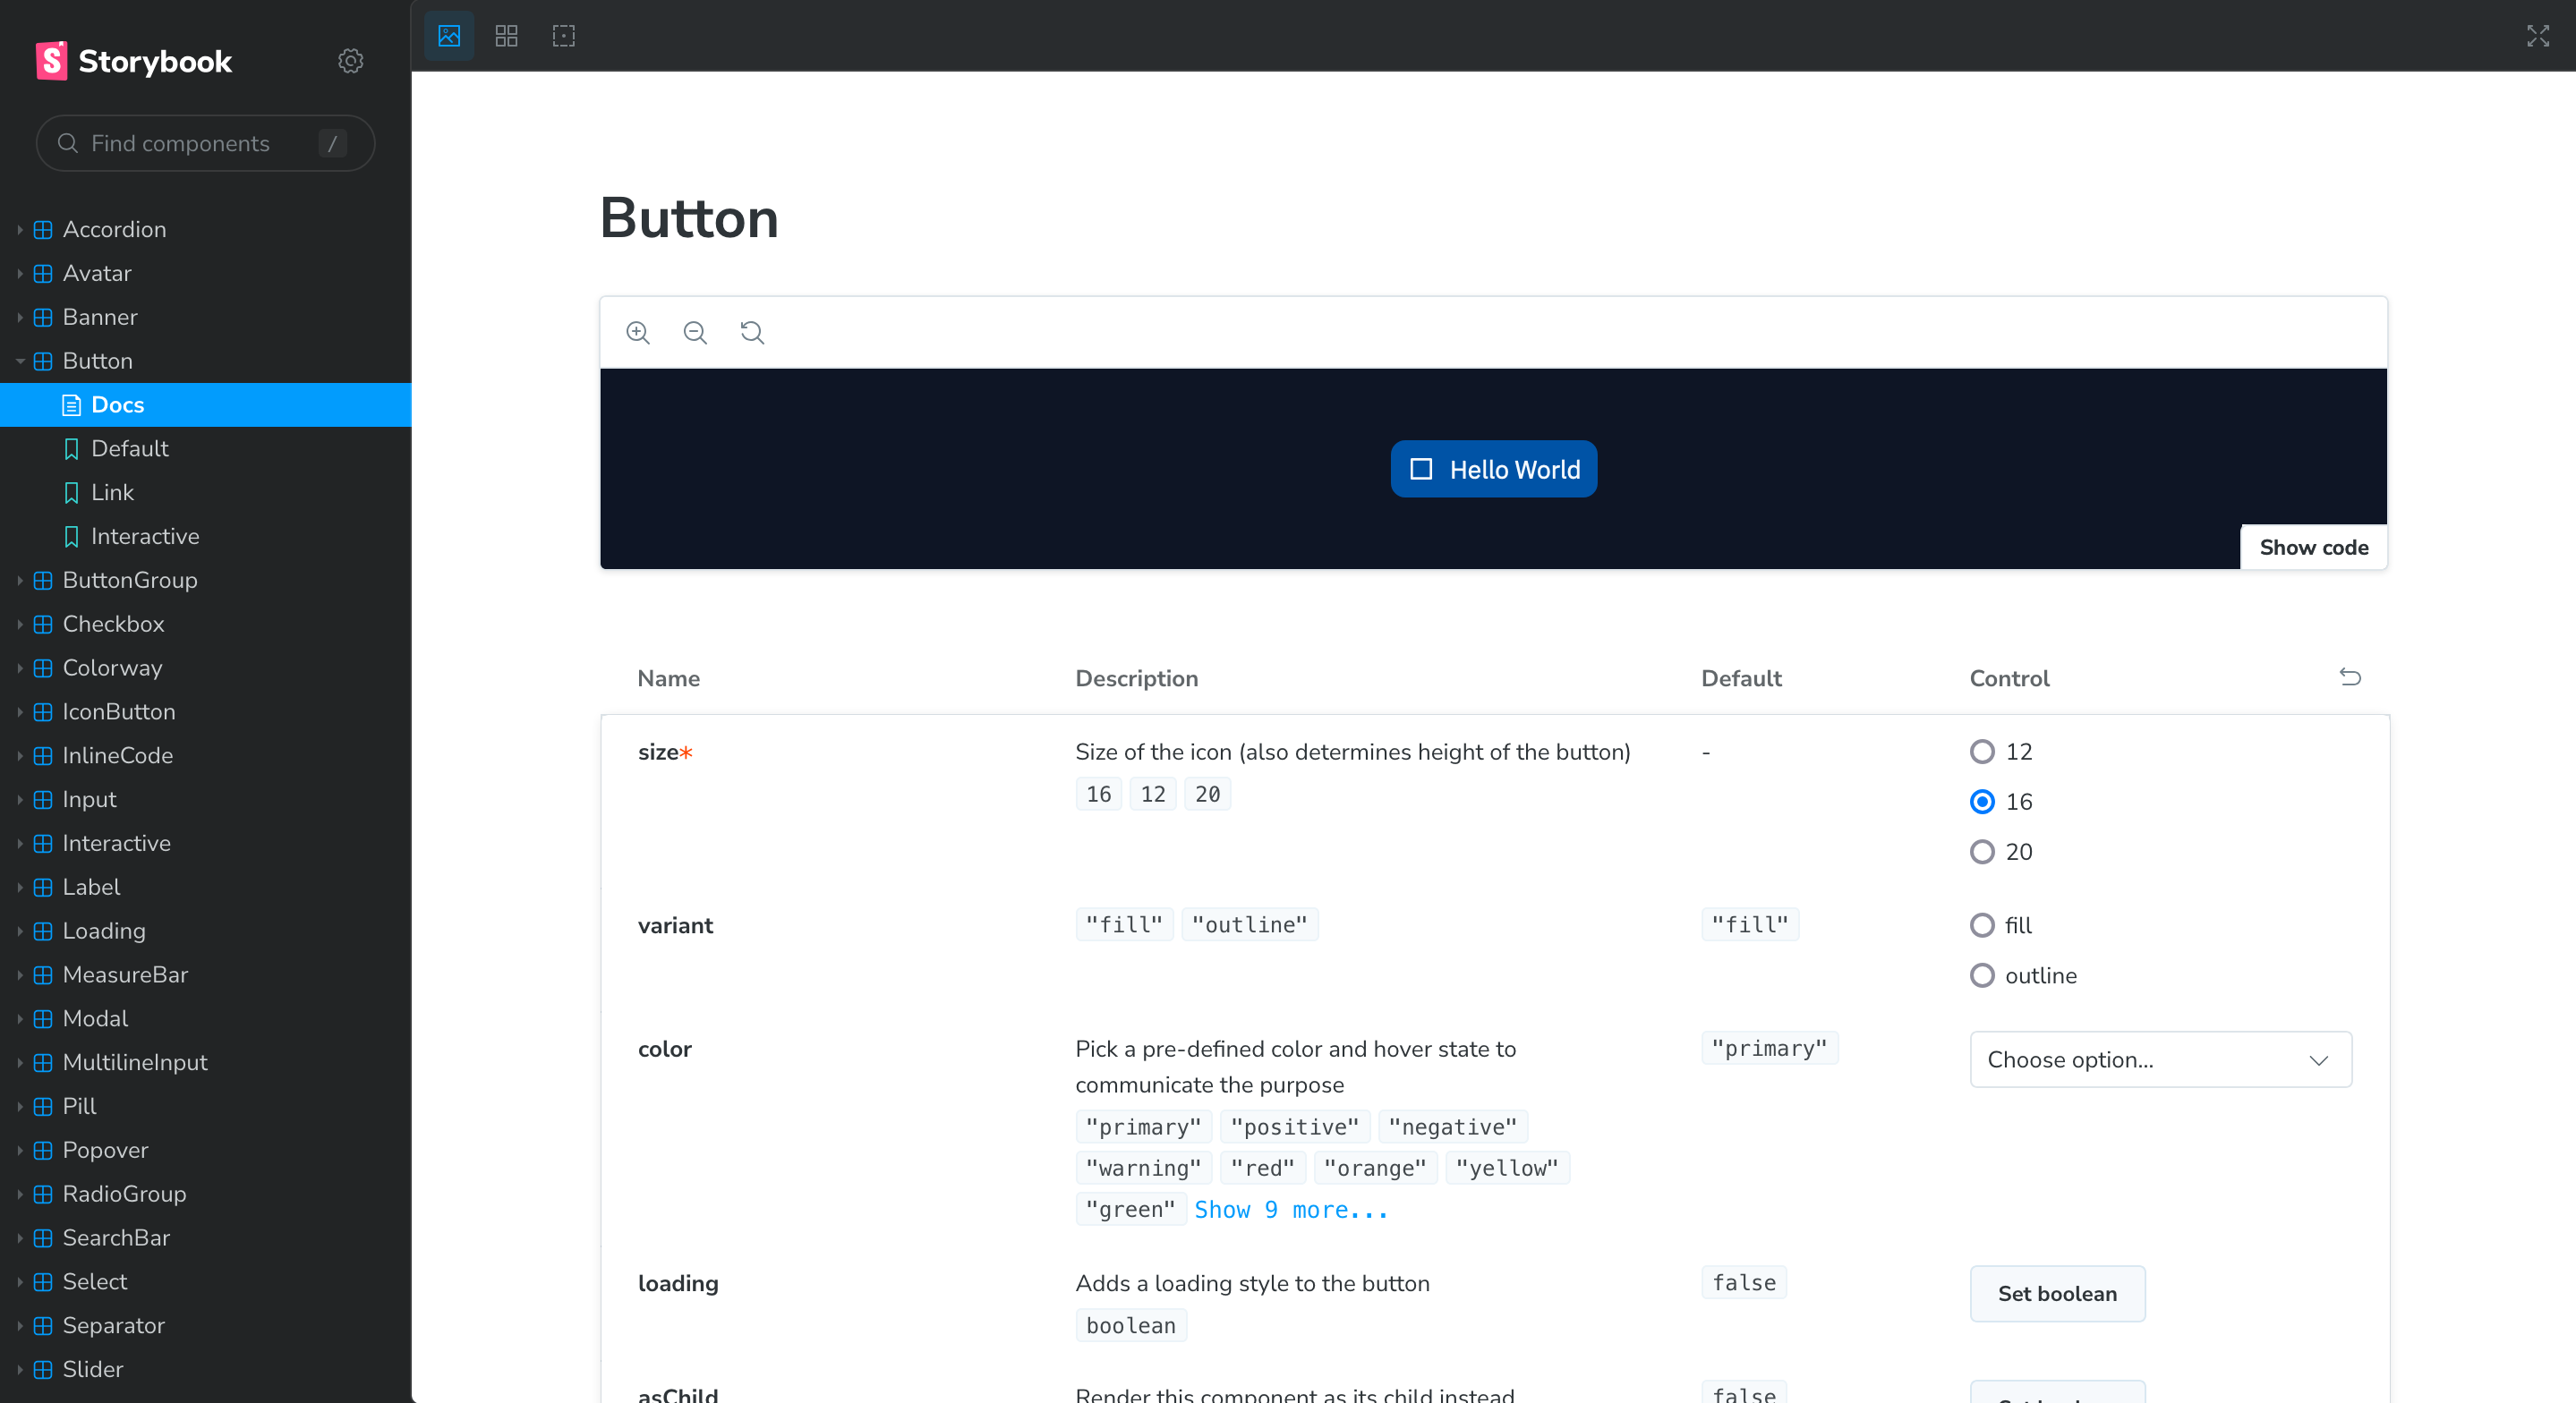 Storybook
Find components /
Accordion
Avatar
Banner
Button
Docs
Default
Link
Interactive
ButtonGroup
Checkbox
Colorway
IconButton
InlineCode
Input
Interactive
Label
Loading
MeasureBar
Modal
MultilineInput
Pill
Popover
RadioGroup
SearchBar
Select
Separator
Slider
Button
Hello World
Show code
Name Description Default Control
size* Size of the icon (also determines height of the button) - 12
16 12 20
16
20
variant "fill" "outline" "fill" fill
outline
color Pick a pre-defined color and hover state to "primary" Choose option...
communicate the purpose
"primary" "positive" "negative"
"warning" "red" "orange" "yellow"
"green" Show 9 more...
loading Adds a loading style to the button false Set boolean
boolean
asChild Render this component as its child instead false Set boolean